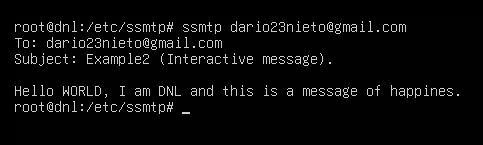 root@dnl:/etc/ssmtp# ssmtp dario23nieto@gmail.com
To: dario23nieto@gmail.com
Subject: Example2 (Interactive message).
Hello WORLD, I am DNL and this is a message of happines.
root@dnl:/etc/ssmtp# _